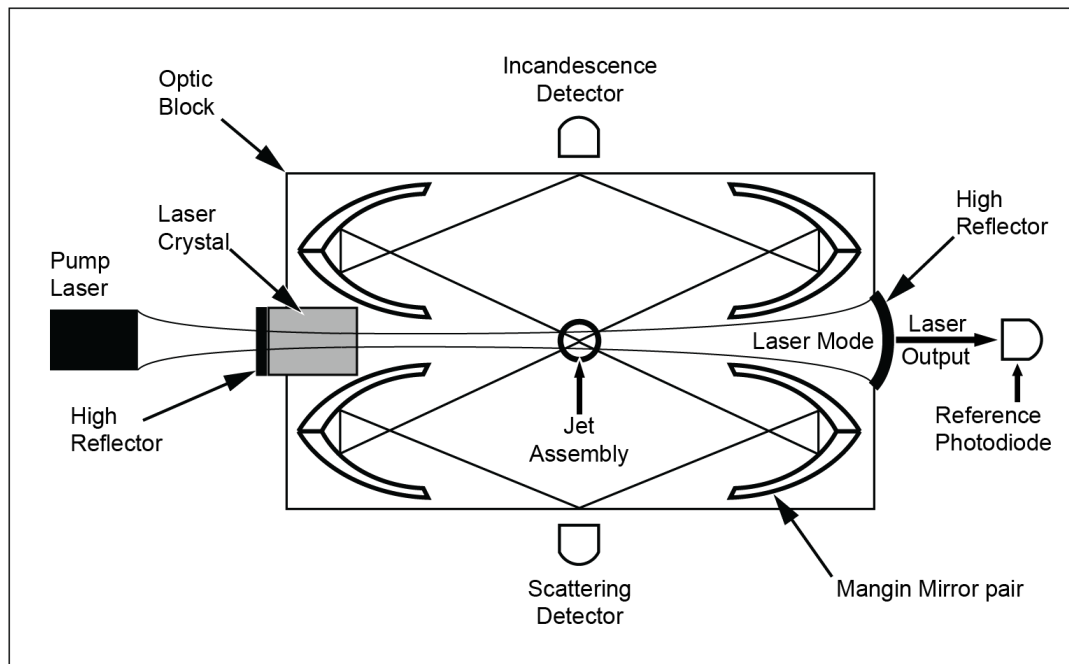 Incandescence
Detector
Optic
Block
Laser
Crystal
High
Reflector
Pump
Laser
Laser Mode
Laser
Output
High
Reflector
Jet
Assembly
Reference
Photodiode
Scattering
Detector
Mangin Mirror pair